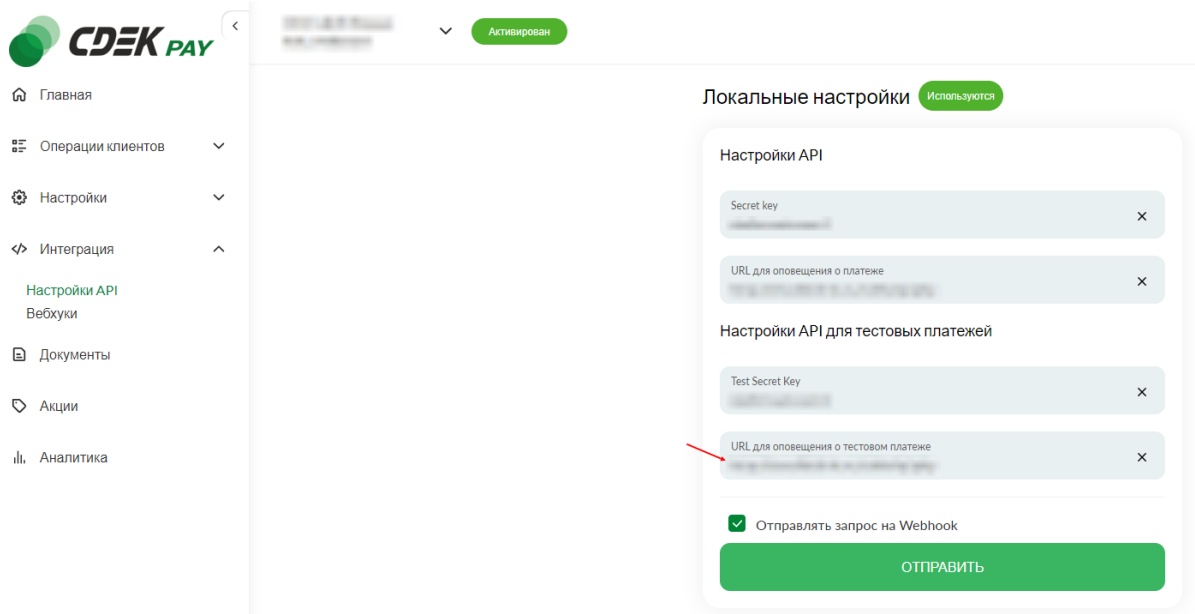 CDEK PAY
Активирован
Главная
Операции клиентов
Настройки
Интеграция
Настройки API
Вебхуки
Документы
Акции
Аналитика
Локальные настройки
Используются
Настройки API
Secret key
URL для оповещения о платеже
Настройки API для тестовых платежей
Test Secret Key
URL для оповещения о тестовом платеже
Отправлять запрос на Webhook
ОТПРАВИТЬ